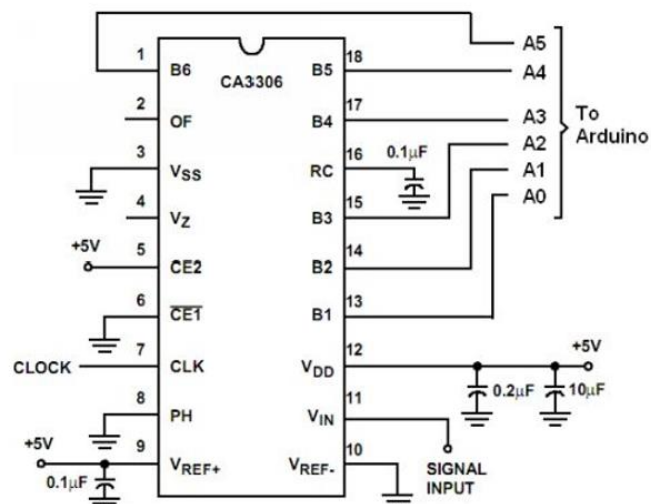 A5
1 B6 B5 18 A4
CA3306
2 OF B4 17 A3 To
A2 Arduino
3 VSS RC 16 0.1µF A1
A0
4 VZ B3 15
+5V 5 CE2 B2 14
6 CE1 B1 13
CLOCK 7 CLK VDD 12 +5V
0.2µF 10µF
8 PH VIN 11
+5V 9 VREF+ VREF- 10 SIGNAL
0.1µF INPUT